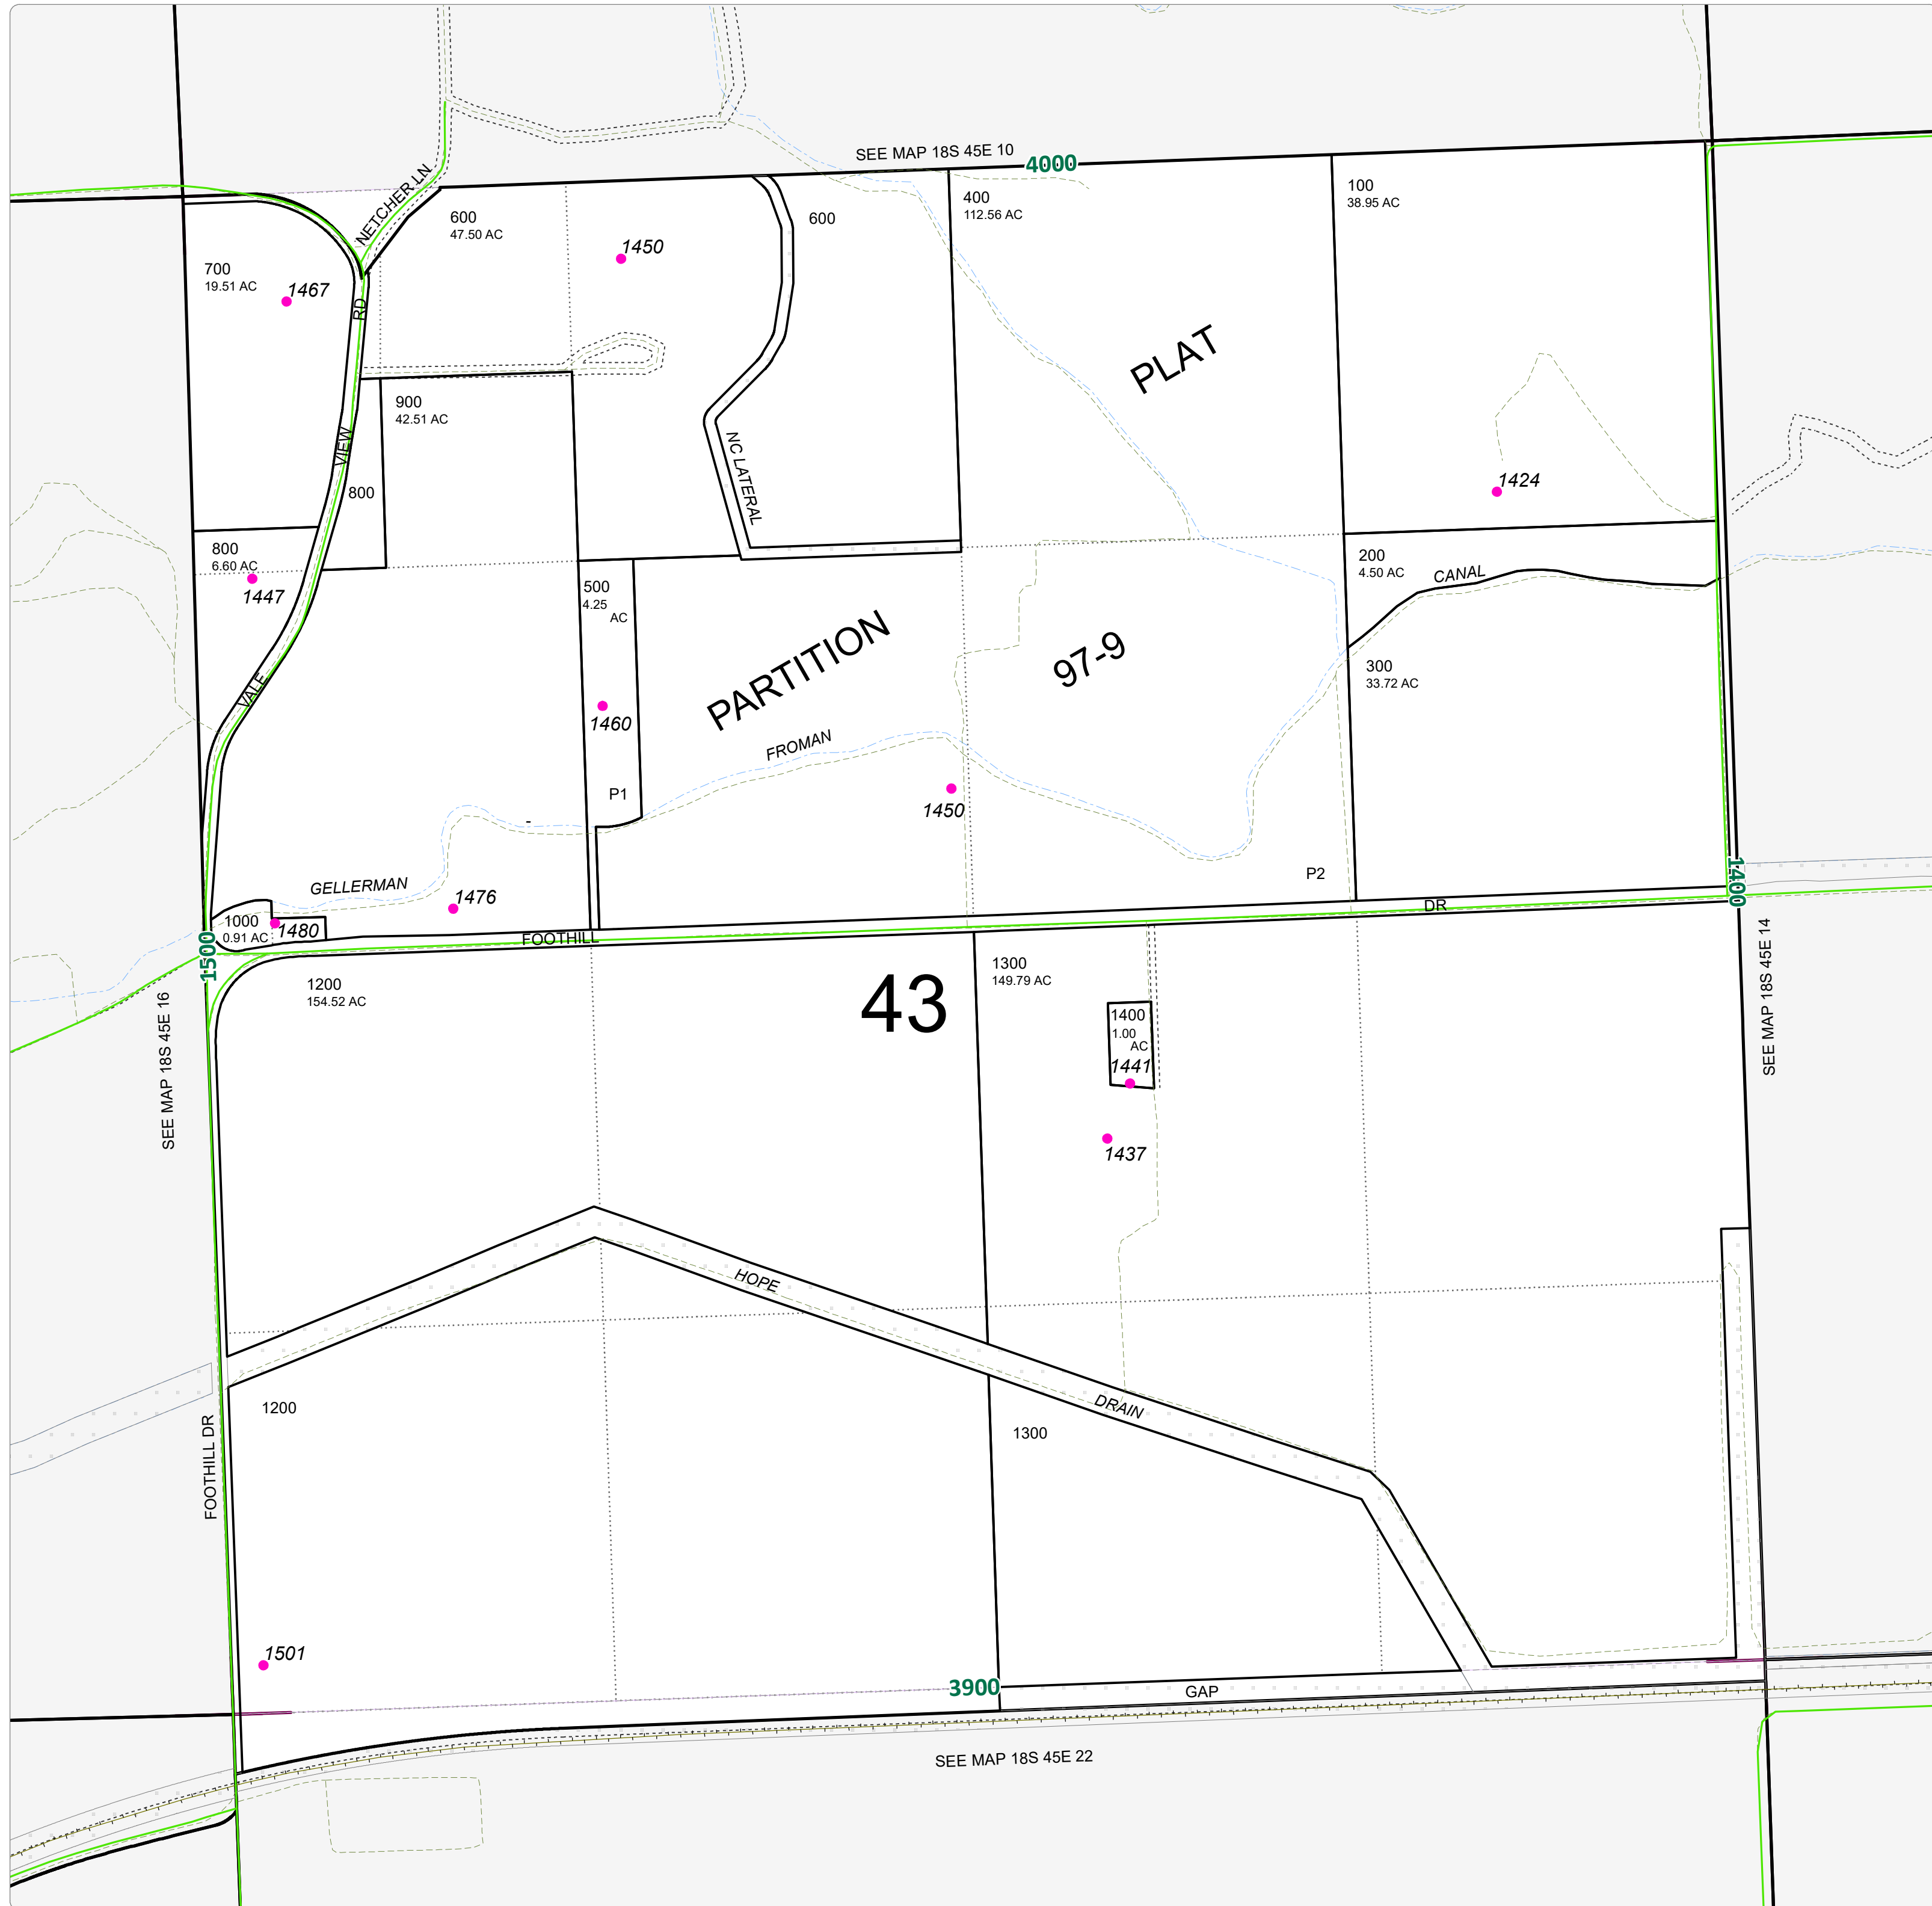 SEE MAP 18S 45E 10
4000
NETCHER LN
600
47.50 AC
600
400
112.56 AC
100
38.95 AC
1450
700
19.51 AC
1467
RD
PLAT
900
42.51 AC
VIEW
NC LATERAL
800
1424
800
6.60 AC
1447
200
4.50 AC
CANAL
500
4.25
AC
PARTITION
97-9
300
33.72 AC
VALE
1460
FROMAN
P1
1450
-
P2
1400
GELLERMAN
1476
1000
0.91 AC
1480
DR
FOOTHILL
1500
1200
154.52 AC
43
1300
149.79 AC
1400
1.00
AC
1441
1437
SEE MAP 18S 45E 16
SEE MAP 18S 45E 14
HOPE
DRAIN
1200
1300
FOOTHILL DR
1501
3900
GAP
SEE MAP 18S 45E 22